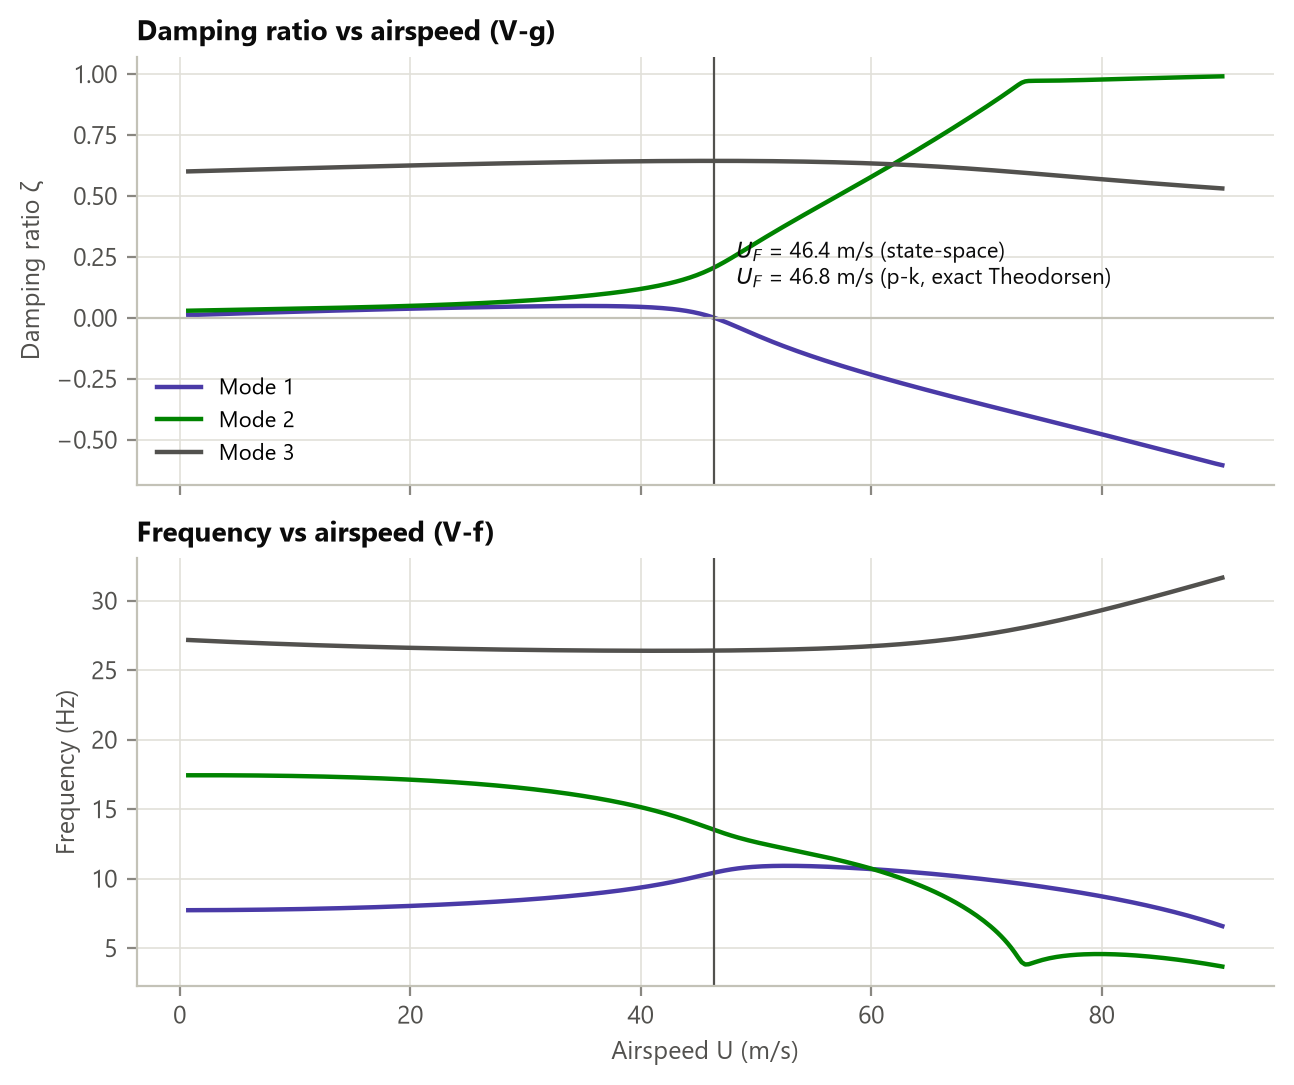 Damping ratio vs airspeed (V-g)
Damping ratio ζ
1.00
0.75
0.50
0.25
0.00
−0.25
−0.50
U_F = 46.4 m/s (state-space)
U_F = 46.8 m/s (p-k, exact Theodorsen)
Mode 1
Mode 2
Mode 3
Frequency vs airspeed (V-f)
Frequency (Hz)
30
25
20
15
10
5
0 20 40 60 80
Airspeed U (m/s)